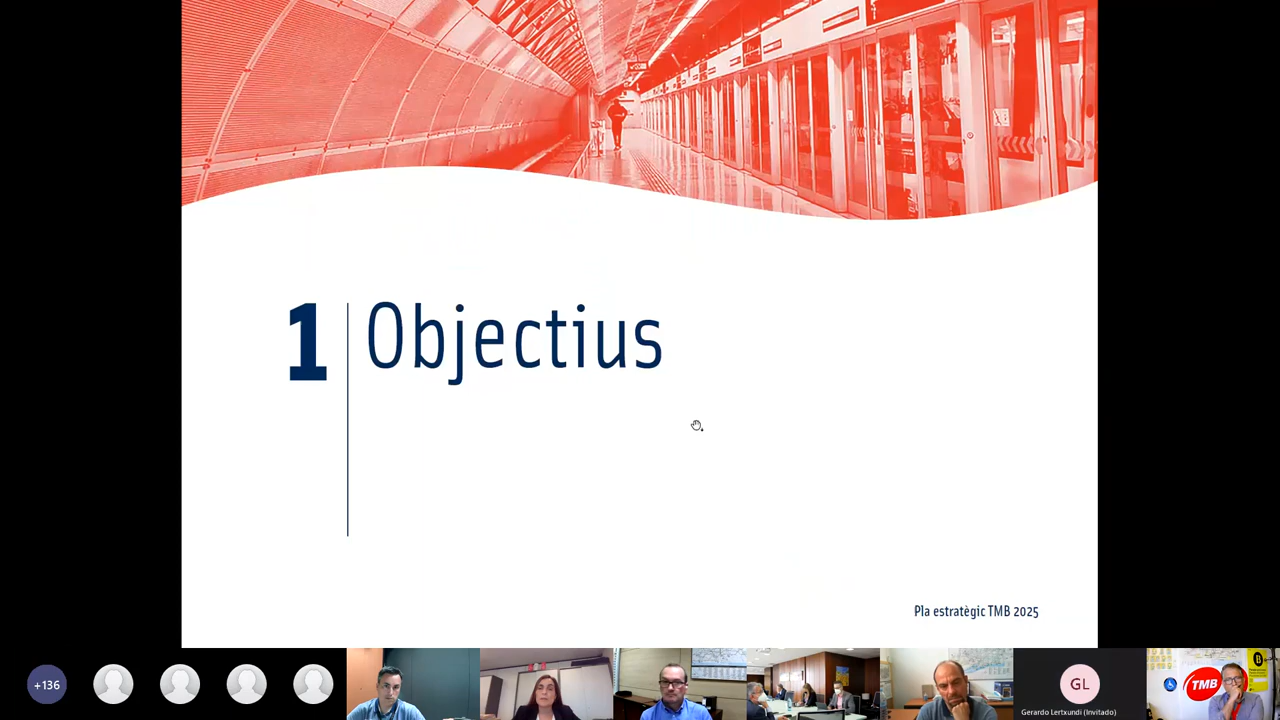 1 Objectius
Pla estratègic TMB 2025
+136
GL
Gerardo Lertxundi (Invitado)
TMB